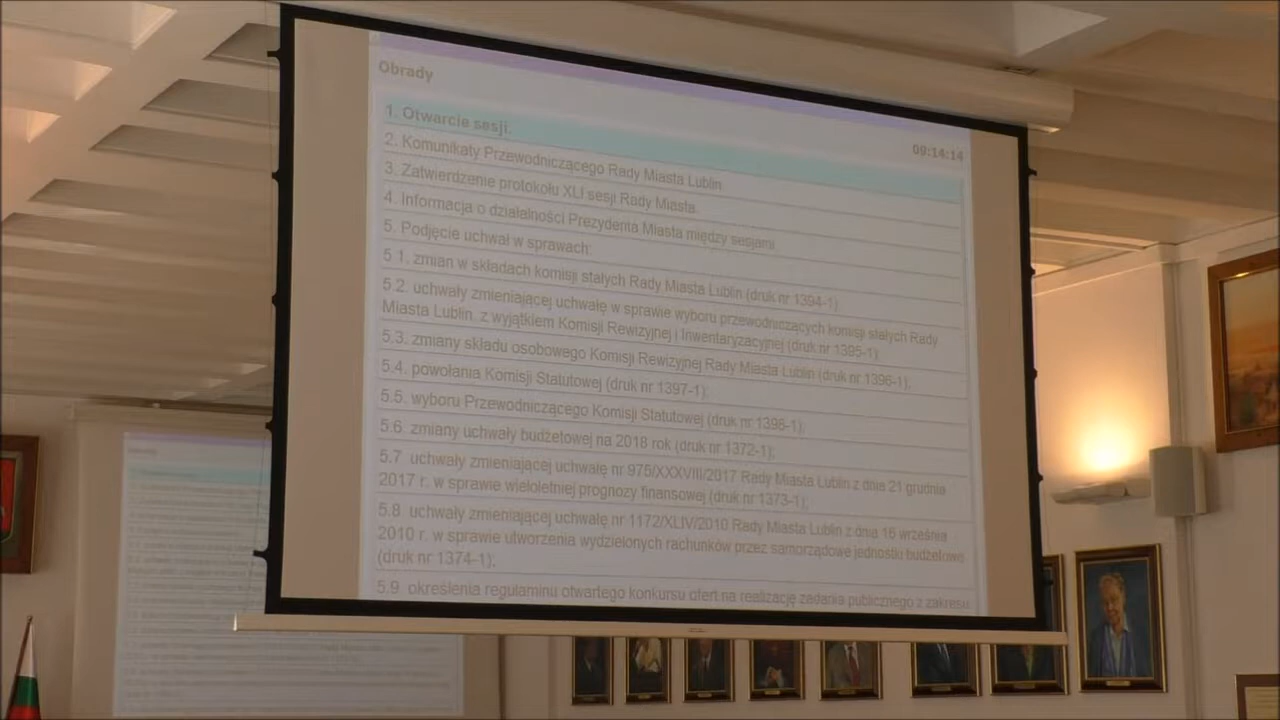 Obrady
09:14:14
1. Otwarcie sesji.
2. Komunikaty Przewodniczącego Rady Miasta Lublin
3. Zatwierdzenie protokołu XLI sesji Rady Miasta.
4. Informacja o działalności Prezydenta Miasta między sesjami.
5. Podjęcie uchwał w sprawach:
5.1. zmian w składach komisji stałych Rady Miasta Lublin (druk nr 1394-1)
5.2. uchwały zmieniającej uchwałę w sprawie wyboru przewodniczących komisji stałych Rady
Miasta Lublin. z wyjątkiem Komisji Rewizyjnej i Inwentaryzacyjnej (druk nr 1395-1)
5.3. zmiany składu osobowego Komisji Rewizyjnej Rady Miasta Lublin (druk nr 1396-1);
5.4. powołania Komisji Statutowej (druk nr 1397-1);
5.5. wyboru Przewodniczącego Komisji Statutowej (druk nr 1398-1);
5.6. zmiany uchwały budżetowej na 2018 rok (druk nr 1372-1);
5.7 uchwały zmieniającej uchwałę nr 975/XXXVIII/2017 Rady Miasta Lublin z dnia 21 grudnia
2017 r. w sprawie wieloletniej prognozy finansowej (druk nr 1373-1);
5.8 uchwały zmieniającej uchwałę nr 1172/XLIV/2010 Rady Miasta Lublin z dnia 16 września
2010 r. w sprawie utworzenia wydzielonych rachunków przez samorządowe jednostki budżetowe
(druk nr 1374-1);
5.9. określenia regulaminu otwartego konkursu ofert na realizację zadania publicznego z zakresu